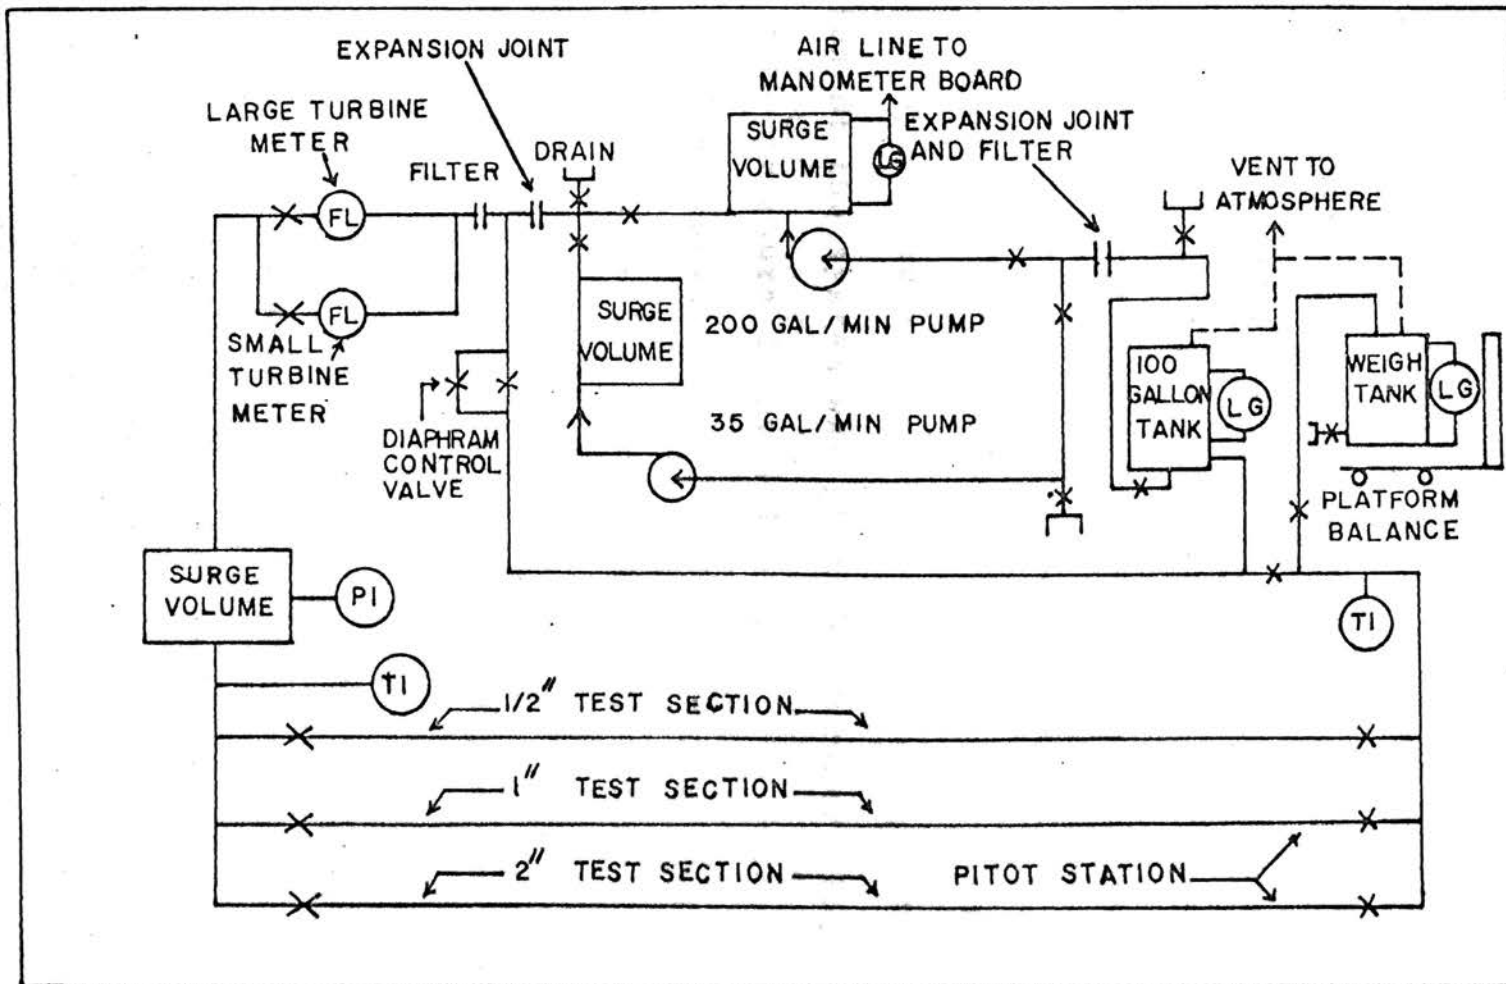 EXPANSION JOINT
AIR LINE TO
MANOMETER BOARD
LARGE TURBINE
METER
FILTER
DRAIN
SURGE
VOLUME
LG
EXPANSION JOINT
AND FILTER
VENT TO
ATMOSPHERE
FL
FL
SMALL
TURBINE
METER
SURGE
VOLUME
200 GAL/MIN PUMP
35 GAL/MIN PUMP
DIAPHRAM
CONTROL
VALVE
100
GALLON
TANK
LG
WEIGH
TANK
LG
PLATFORM
BALANCE
SURGE
VOLUME
PI
TI
TI
1/2" TEST SECTION
1" TEST SECTION
2" TEST SECTION
PITOT STATION